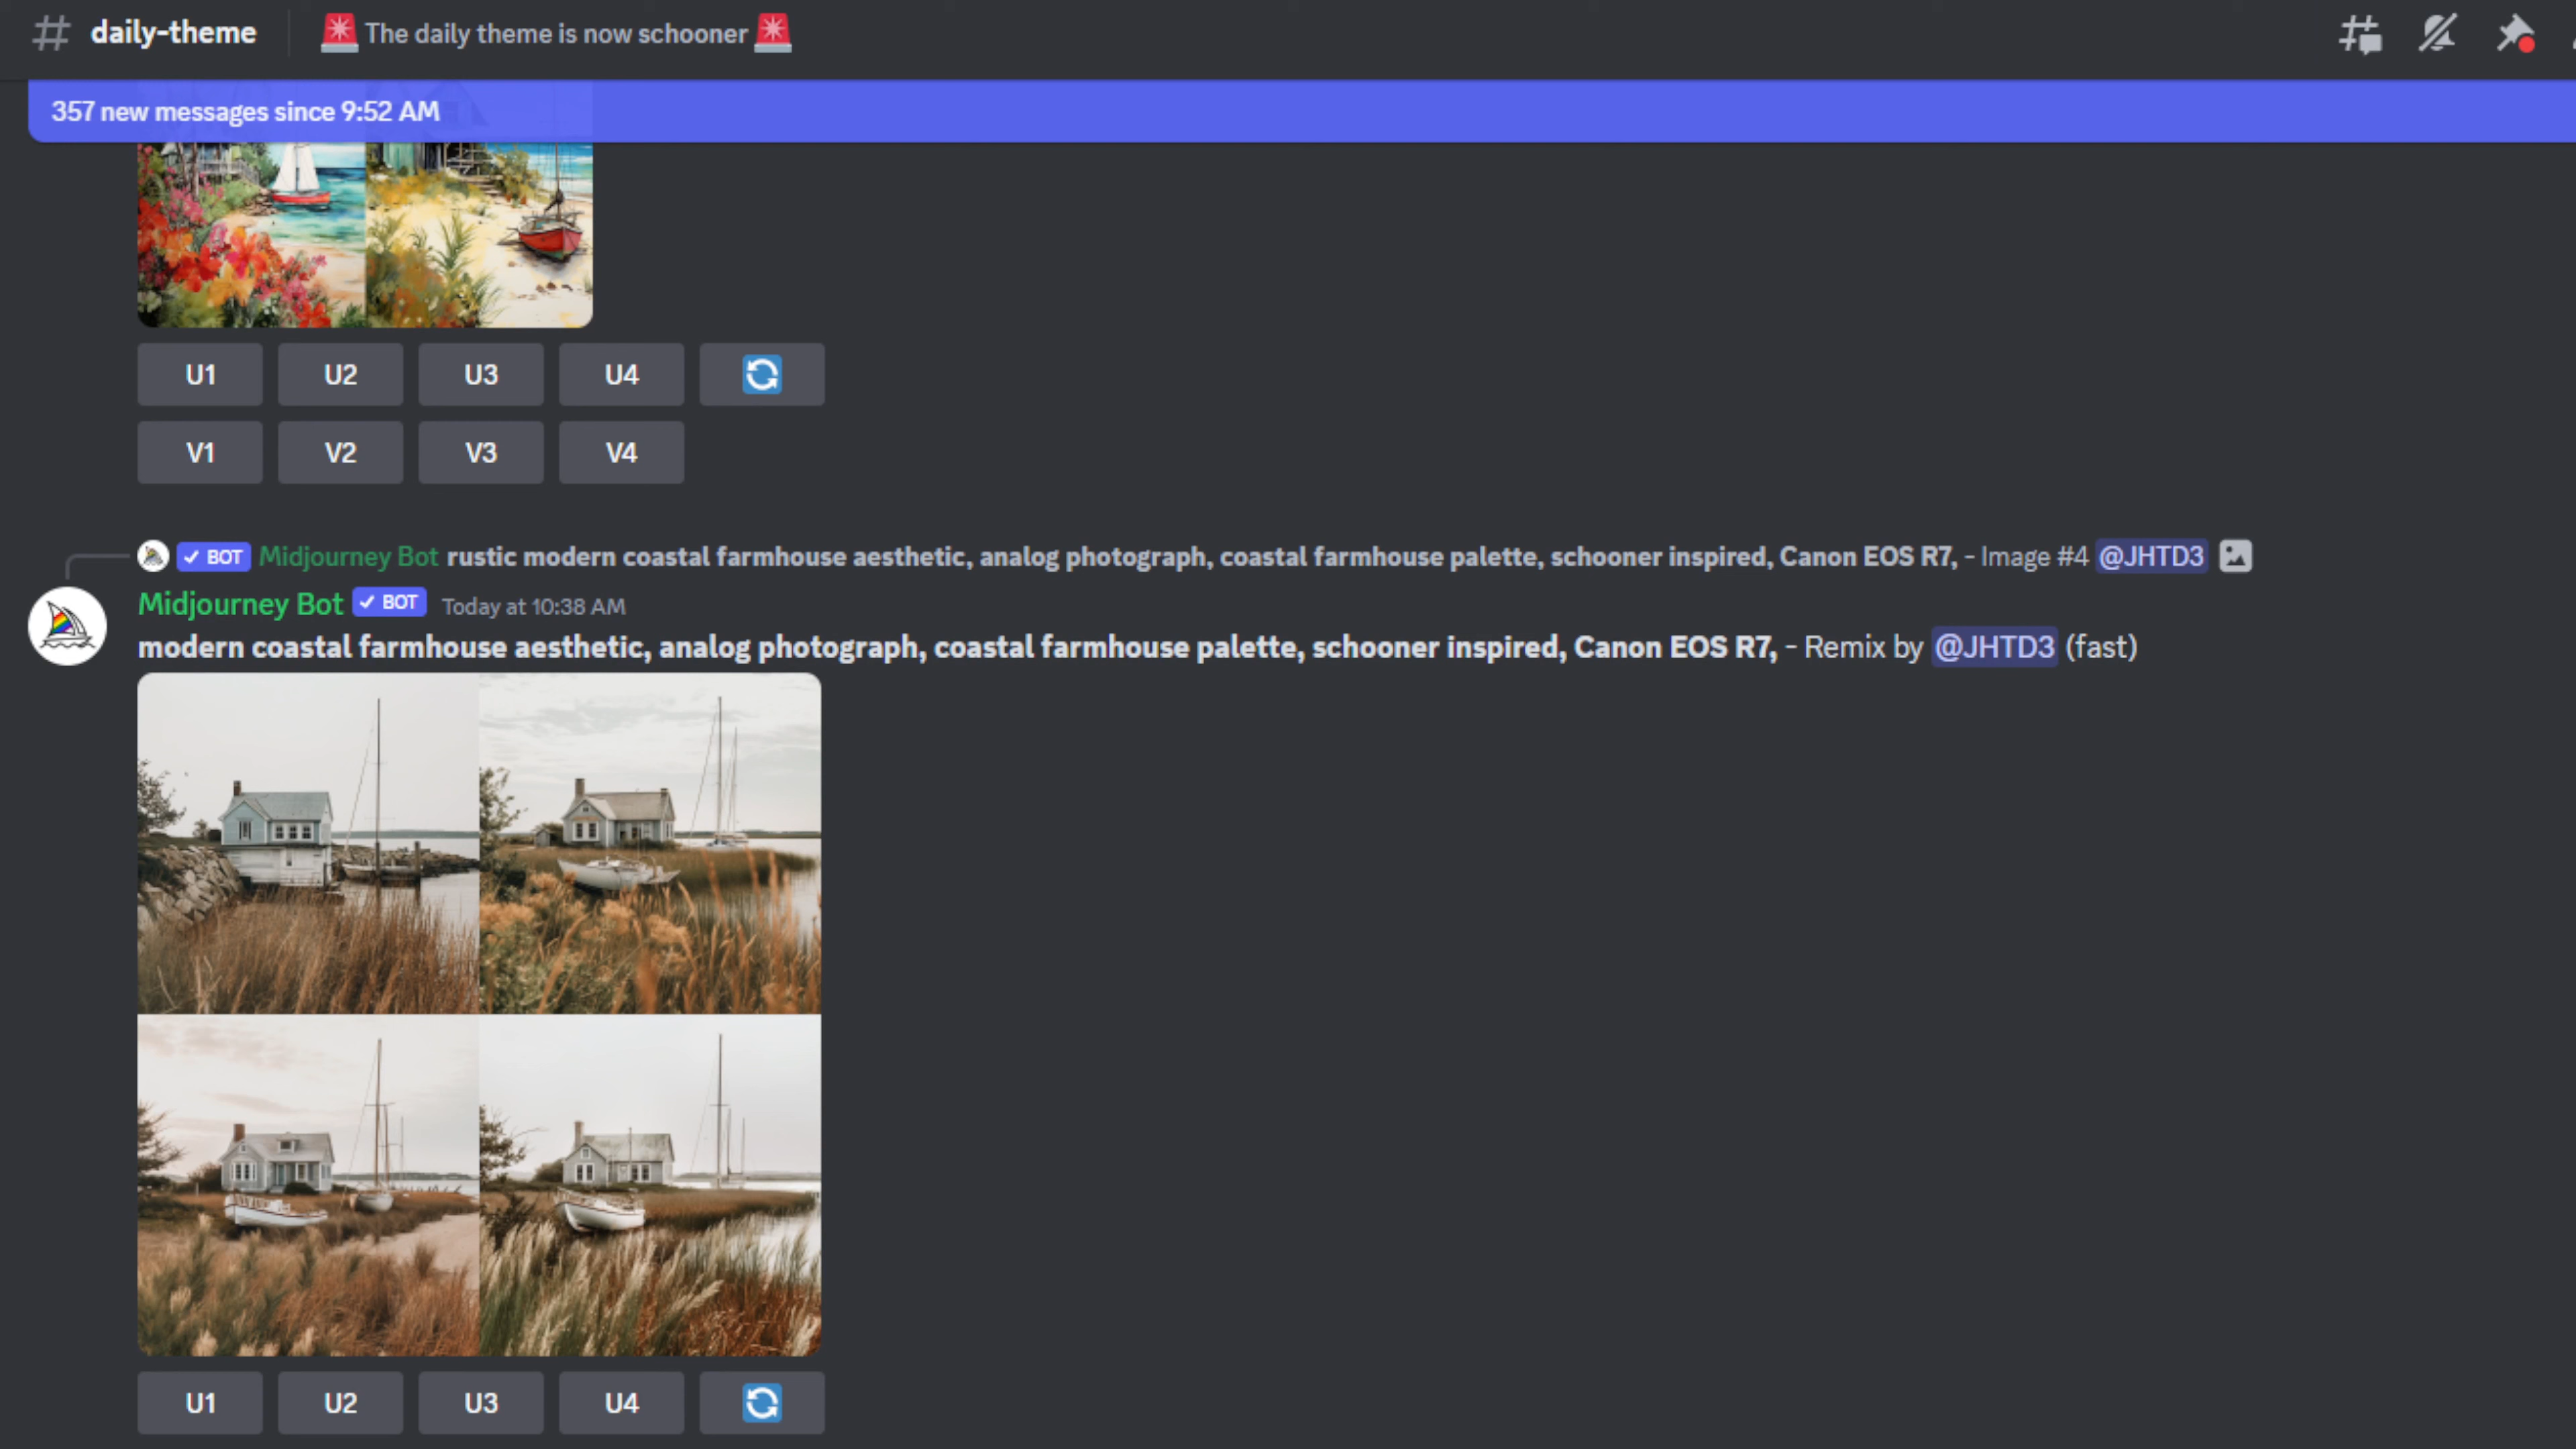 daily-theme
The daily theme is now schooner
357 new messages since 9:52 AM
U1 U2 U3 U4
V1 V2 V3 V4
BOT Midjourney Bot rustic modern coastal farmhouse aesthetic, analog photograph, coastal farmhouse palette, schooner inspired, Canon EOS R7, - Image #4 @JHTD3
Midjourney Bot BOT Today at 10:38 AM
modern coastal farmhouse aesthetic, analog photograph, coastal farmhouse palette, schooner inspired, Canon EOS R7, - Remix by @JHTD3 (fast)
U1 U2 U3 U4